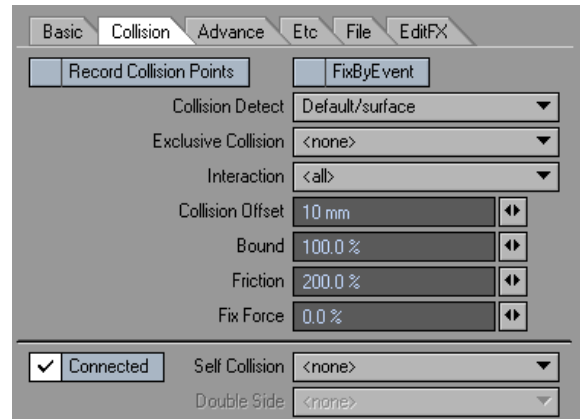 Basic Collision Advance Etc File EditFX
Record Collision Points FixByEvent
Collision Detect Default/surface
Exclusive Collision <none>
Interaction <all>
Collision Offset 10 mm
Bound 100.0 %
Friction 200.0 %
Fix Force 0.0 %
Connected Self Collision <none>
Double Side <none>